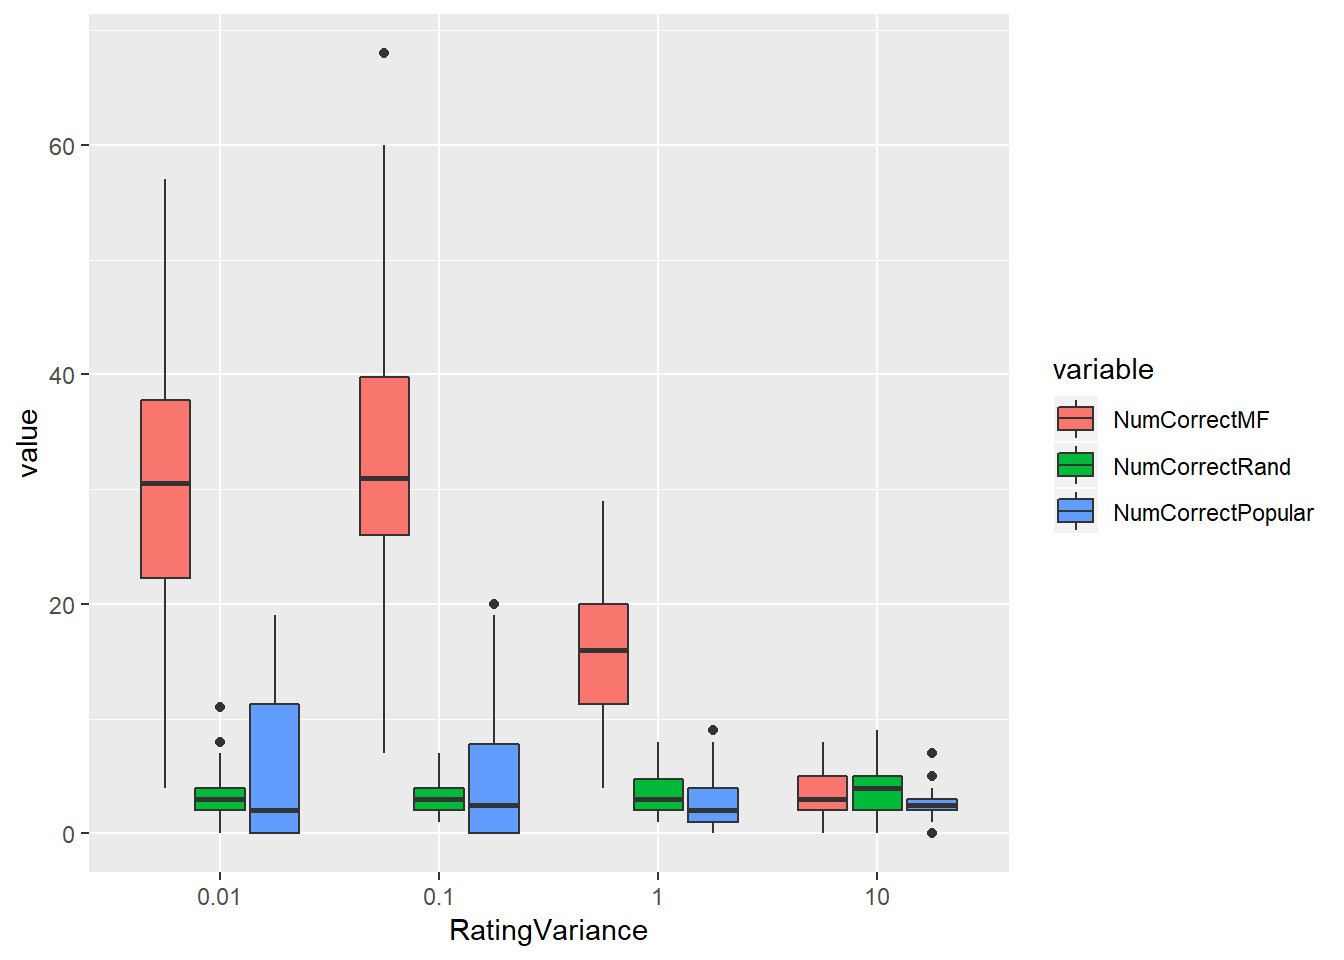 60
40
20
0
value
0.01 0.1 1 10
RatingVariance
variable
NumCorrectMF
NumCorrectRand
NumCorrectPopular